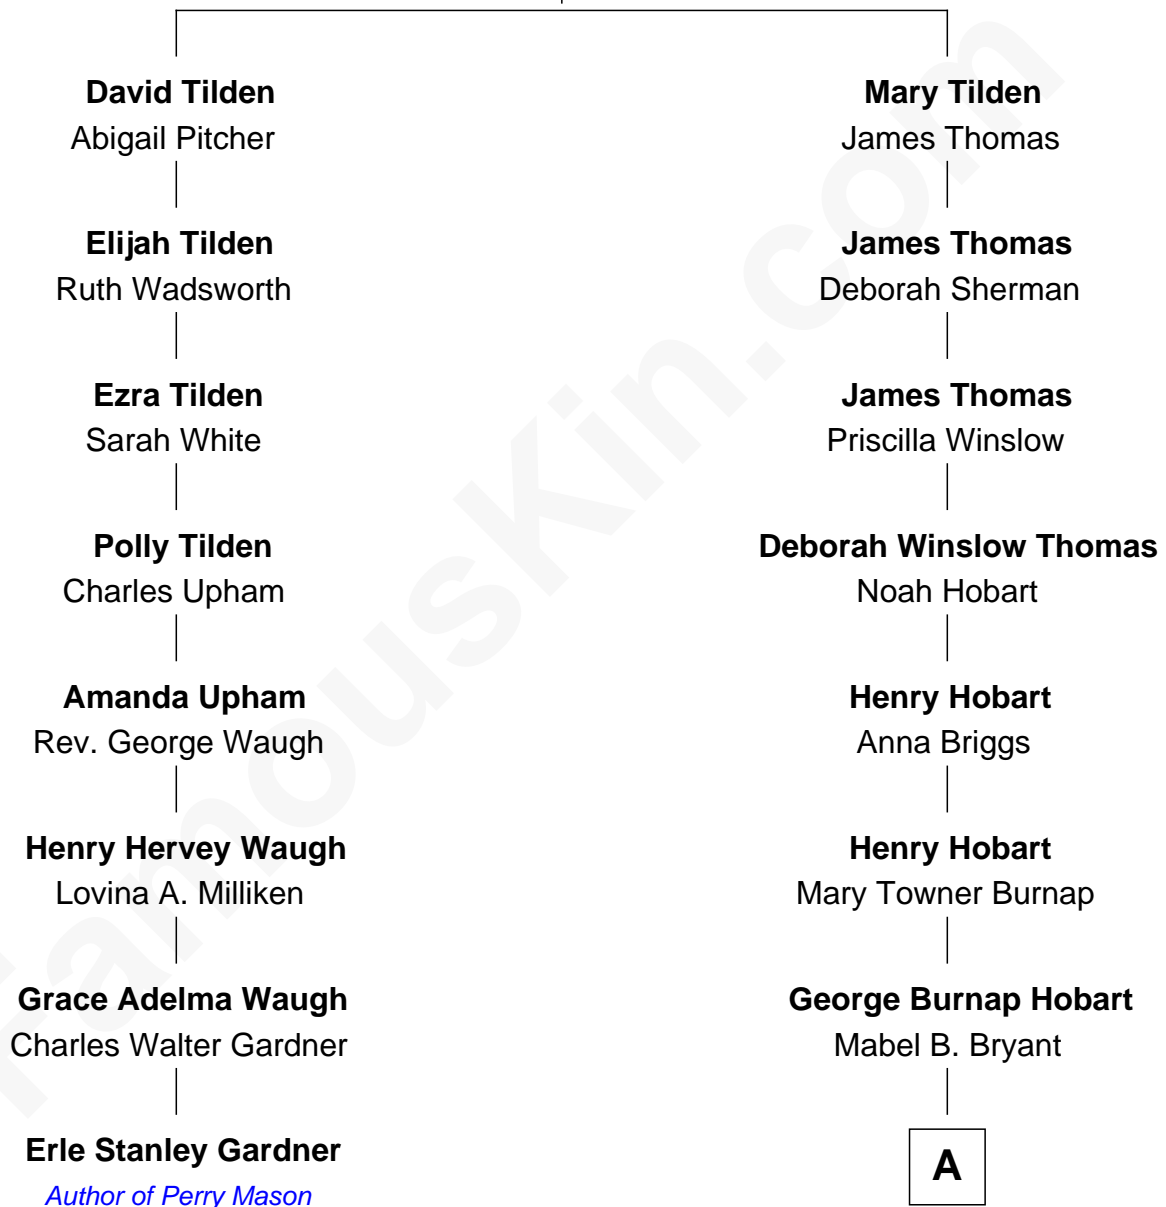 David Tilden
Abigail Pitcher
Elijah Tilden
Ruth Wadsworth
Ezra Tilden
Sarah White
Polly Tilden
Charles Upham
Amanda Upham
Rev. George Waugh
Henry Hervey Waugh
Lovina A. Milliken
Grace Adelma Waugh
Charles Walter Gardner
Erle Stanley Gardner
Author of Perry Mason
Mary Tilden
James Thomas
James Thomas
Deborah Sherman
James Thomas
Priscilla Winslow
Deborah Winslow Thomas
Noah Hobart
Henry Hobart
Anna Briggs
Henry Hobart
Mary Towner Burnap
George Burnap Hobart
Mabel B. Bryant
A
FamousKin.com